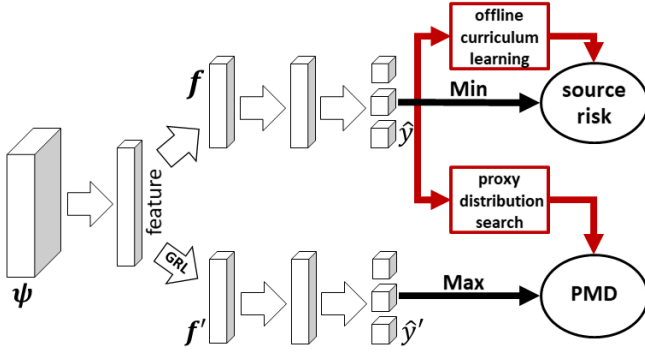 offline
curriculum
learning
f
Min
source
risk
ŷ
ψ
feature
GRL
proxy
distribution
search
f′
Max
PMD
ŷ′